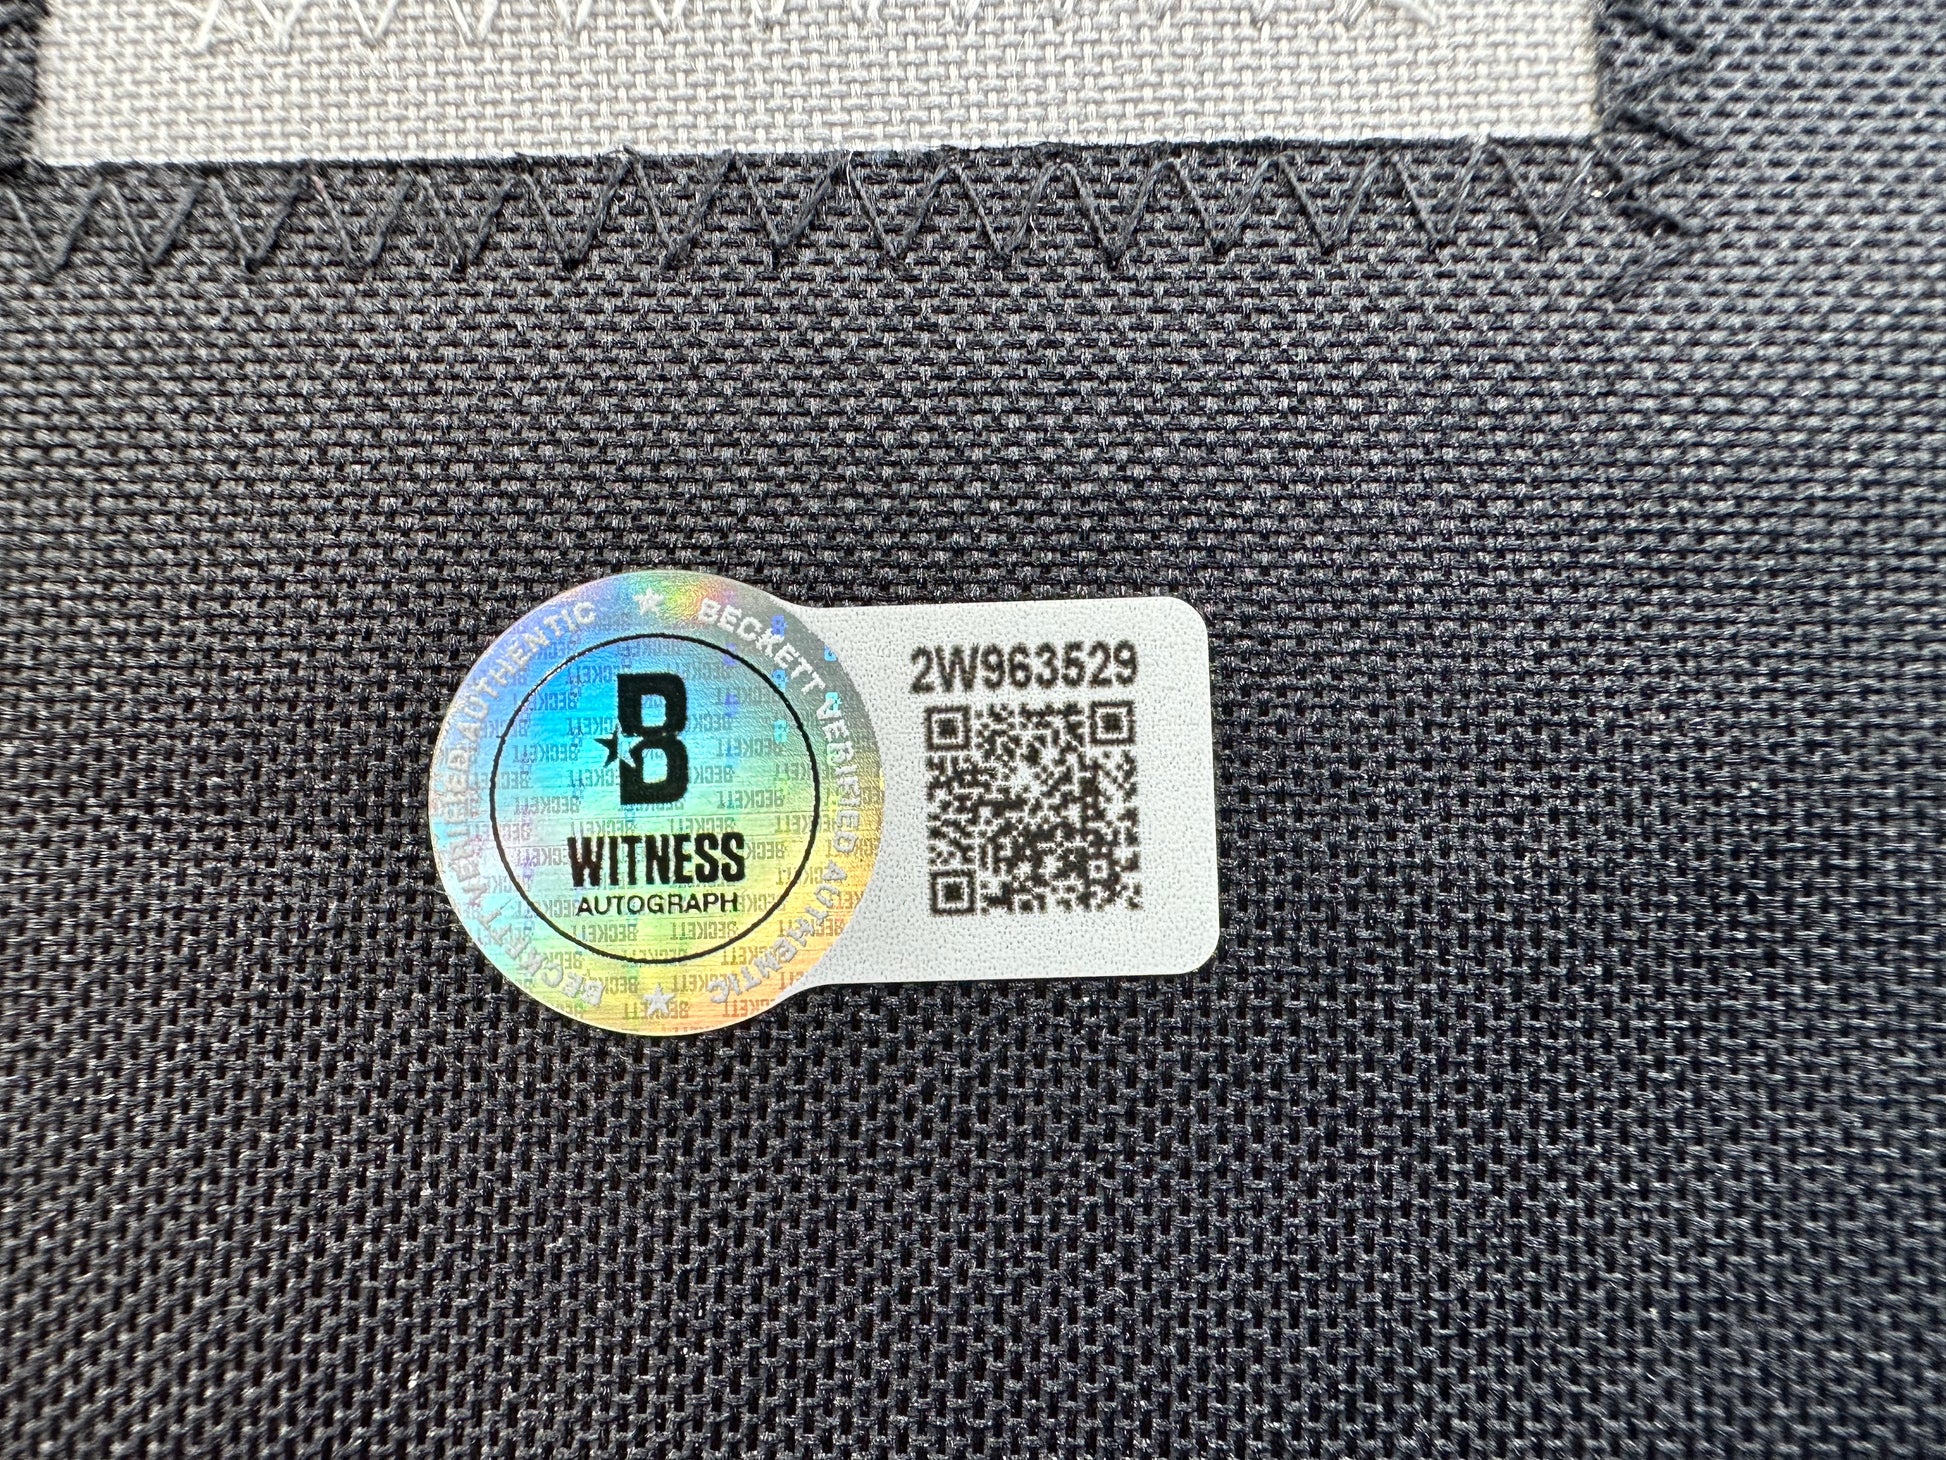 BECKETT VERIFIED AUTHENTIC ★ BECKETT VERIFIED AUTHENTIC ★
B
WITNESS
AUTOGRAPH
2W963529